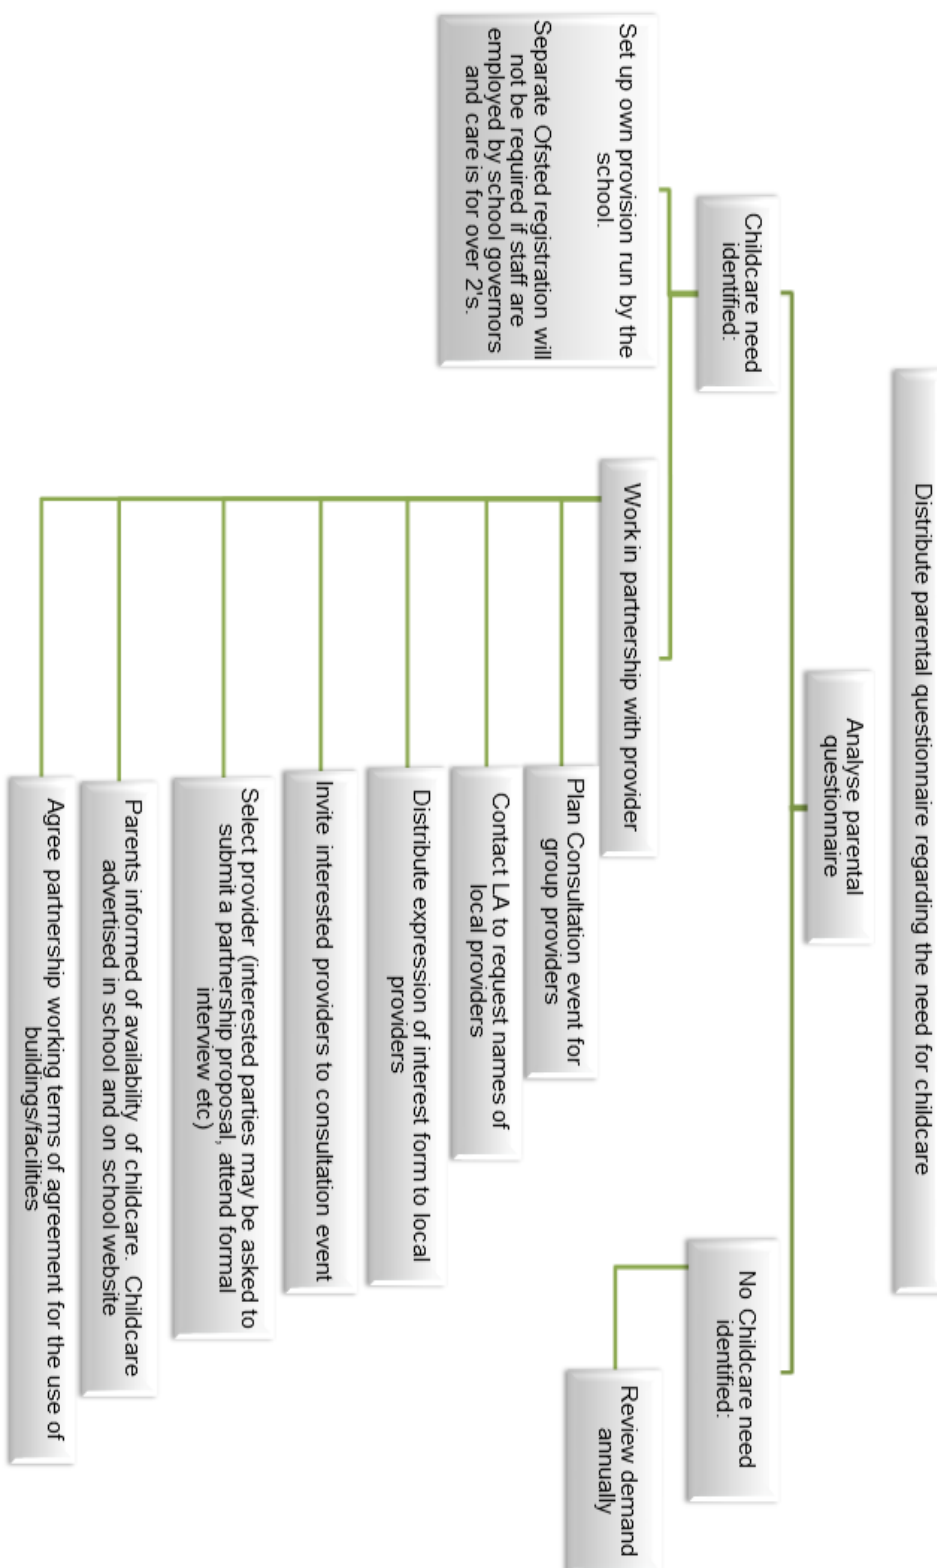 Distribute parental questionnaire regarding the need for childcare
Analyse parental
questionnaire
Childcare need
identified:
Set up own provision run by the
school.
Separate Ofsted registration will
not be required if staff are
employed by school governors
and care is for over 2's.
Work in partnership with provider
Plan Consultation event for
group providers
Contact LA to request names of
local providers
Distribute expression of interest form to local
providers
Invite interested providers to consultation event
Select provider (interested parties may be asked to
submit a partnership proposal, attend formal
interview etc)
Parents informed of availability of childcare. Childcare
advertised in school and on school website
Agree partnership working terms of agreement for the use of
buildings/facilities
No Childcare need
identified:
Review demand
annually